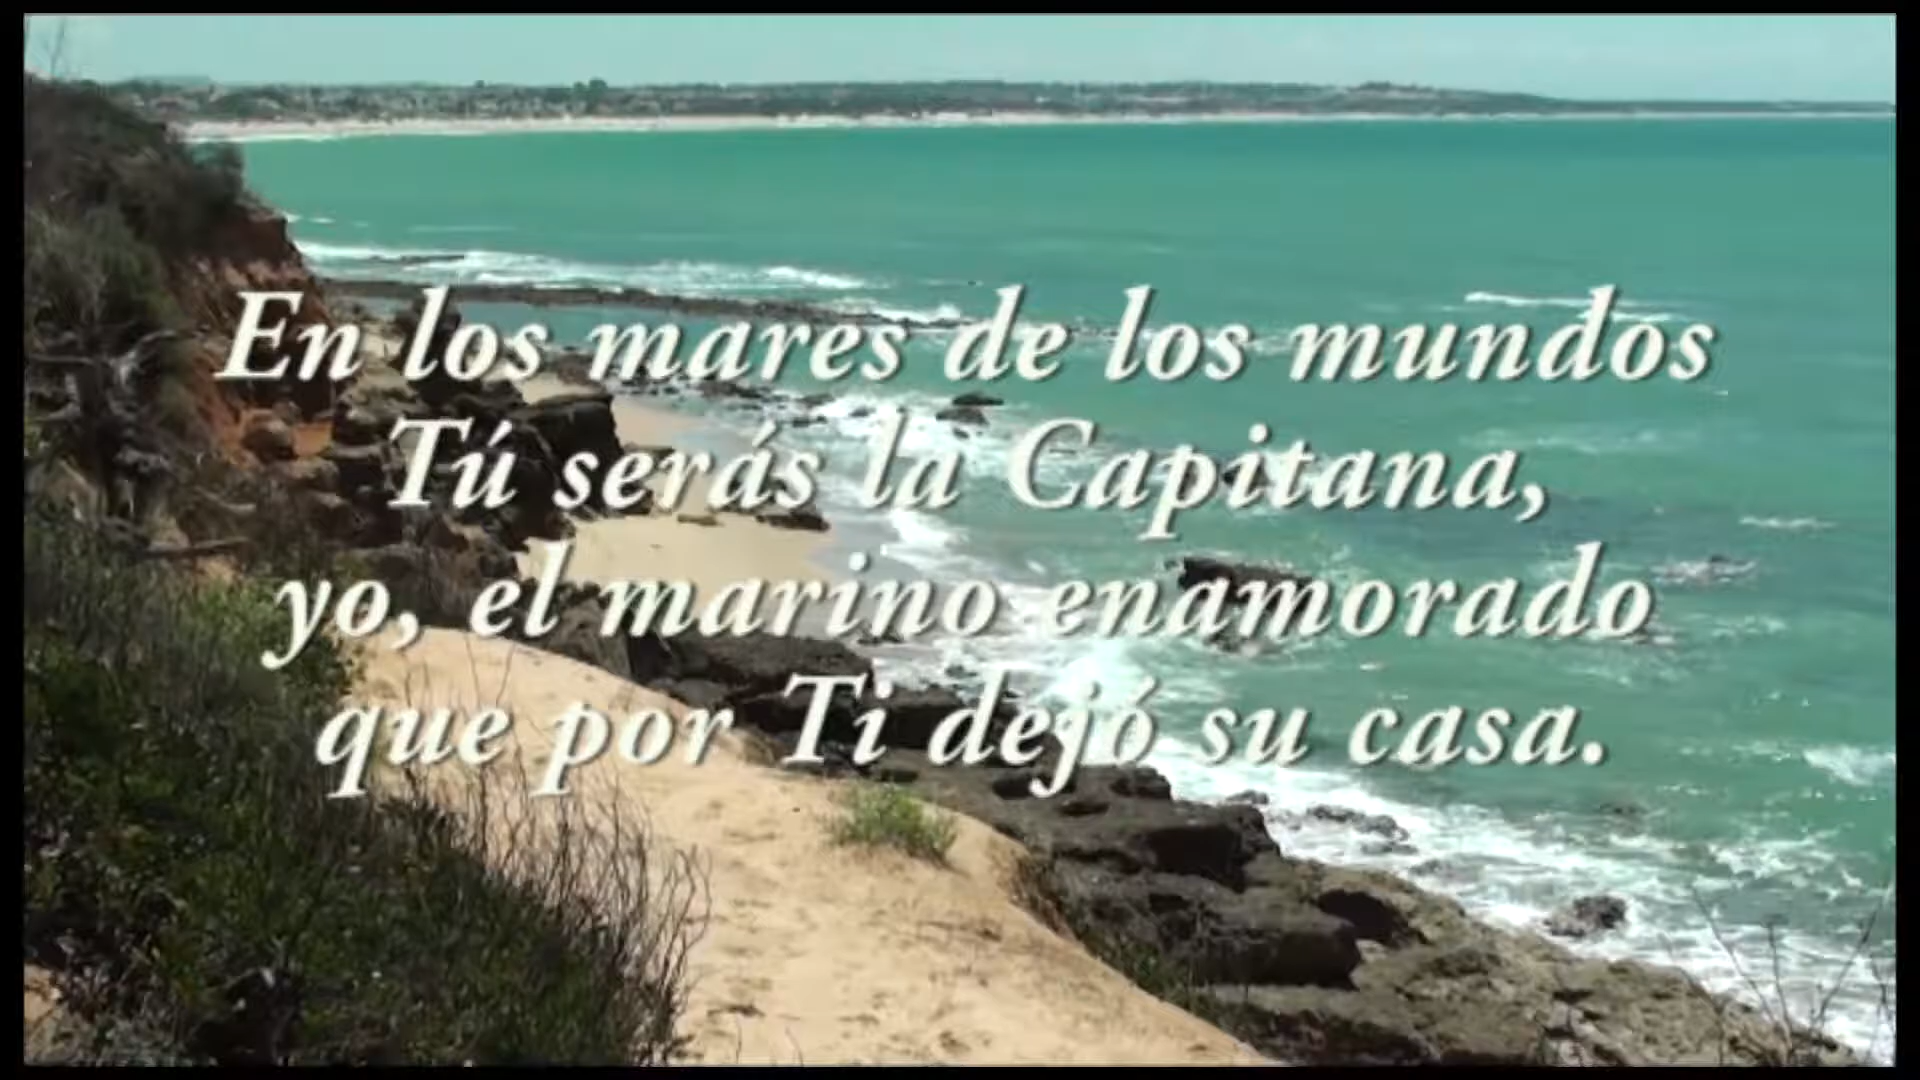 En los mares de los mundos
Tú serás la Capitana,
yo, el marino enamorado
que por Ti dejó su casa.